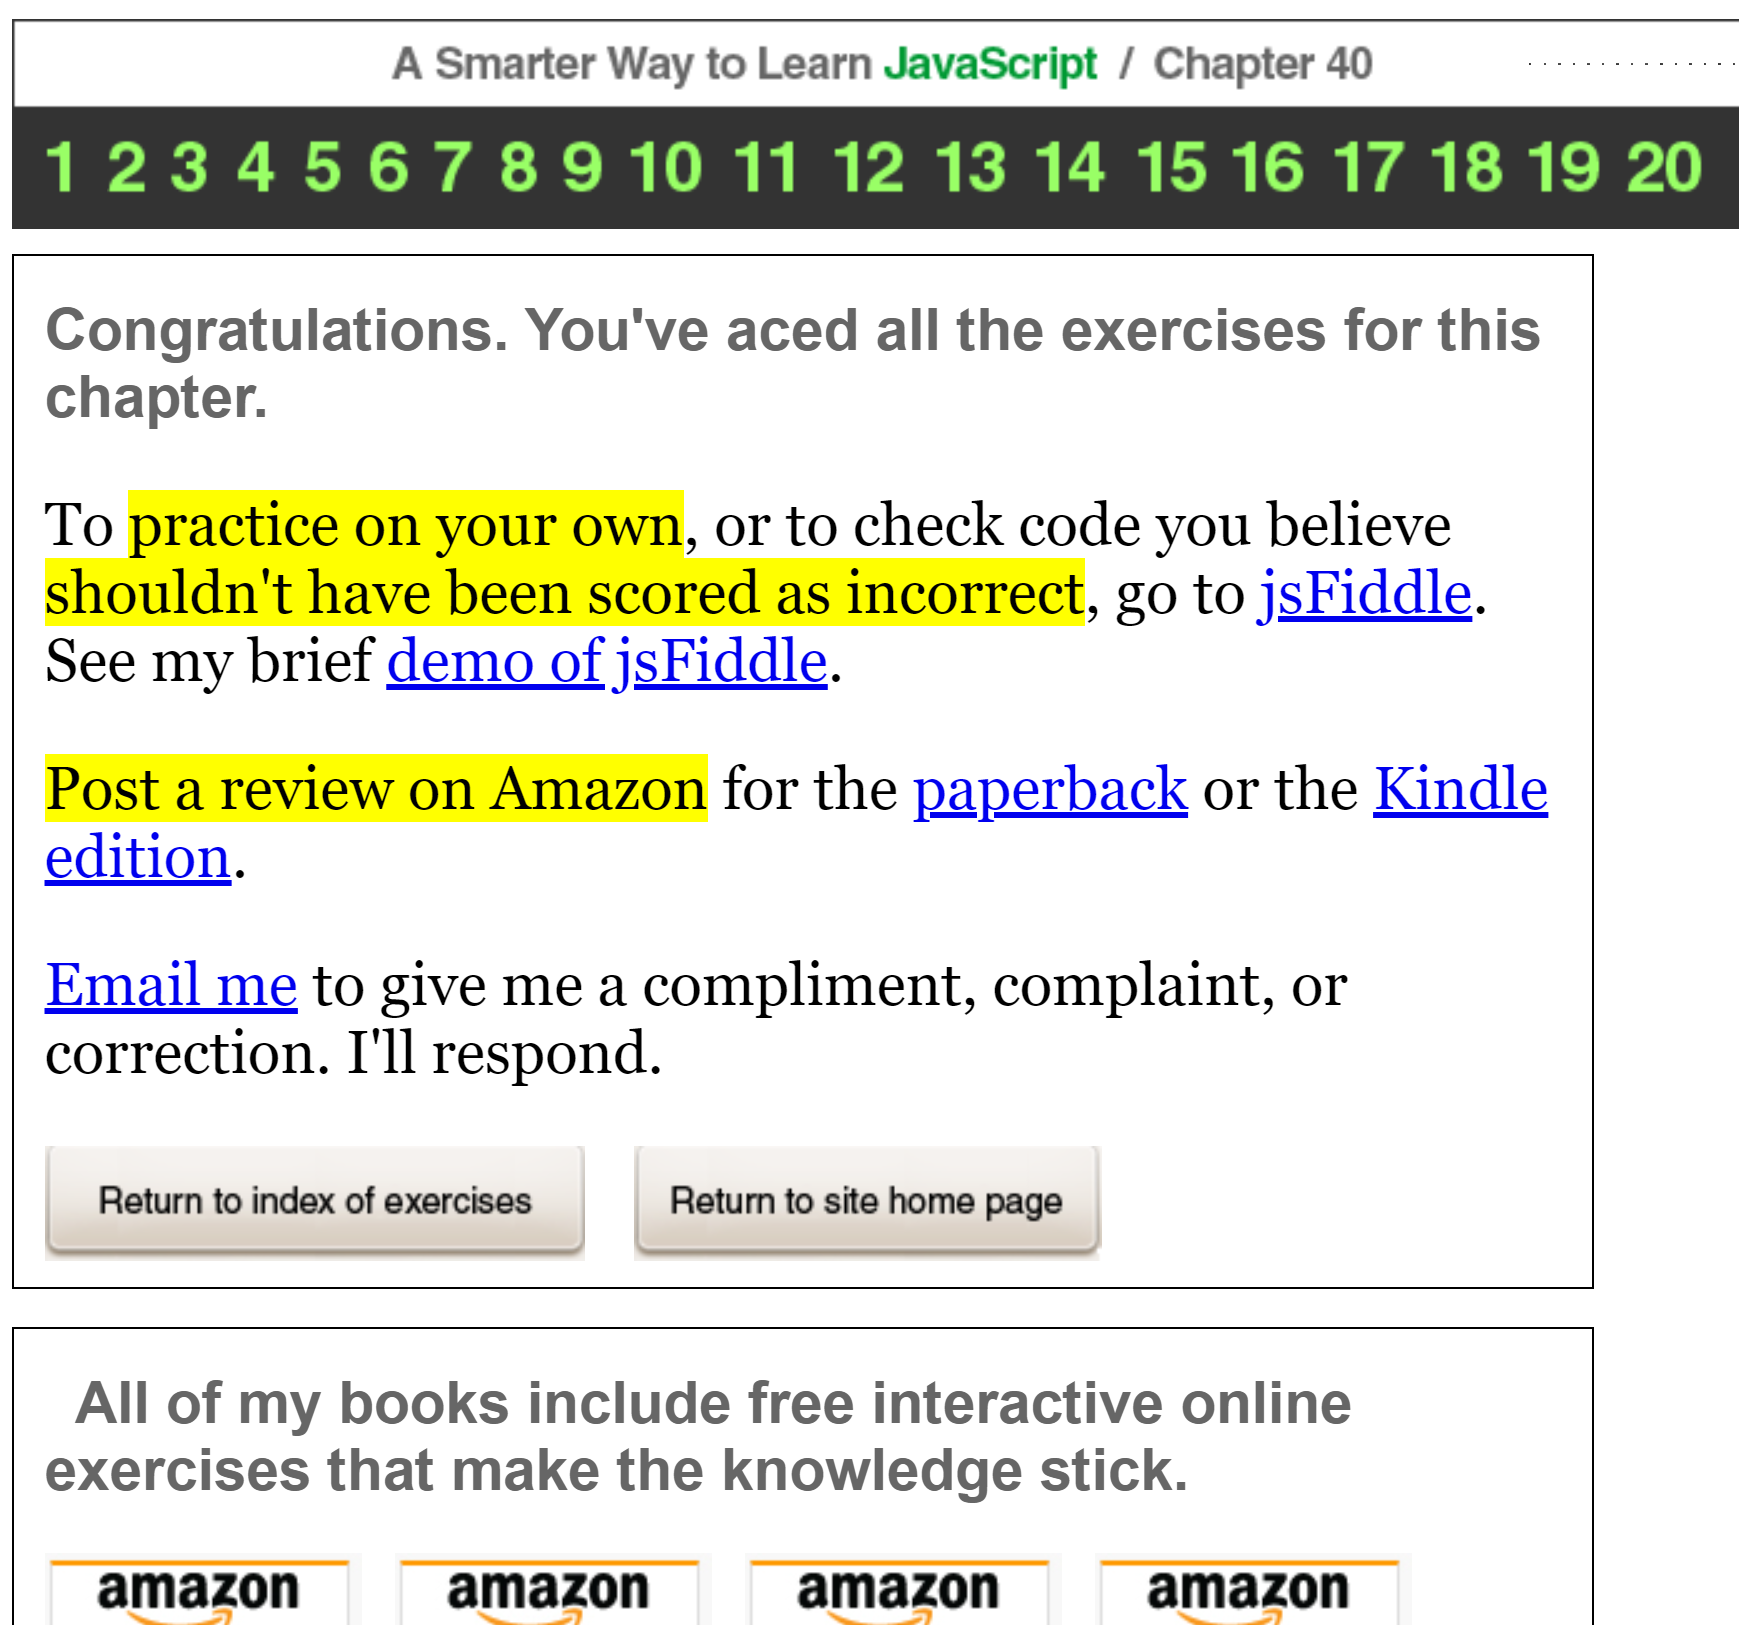 A Smarter Way to Learn JavaScript / Chapter 40
1 2 3 4 5 6 7 8 9 10 11 12 13 14 15 16 17 18 19 20
Congratulations. You've aced all the exercises for this
chapter.
To practice on your own, or to check code you believe
shouldn't have been scored as incorrect, go to jsFiddle.
See my brief demo of jsFiddle.
Post a review on Amazon for the paperback or the Kindle
edition.
Email me to give me a compliment, complaint, or
correction. I'll respond.
Return to index of exercises Return to site home page
All of my books include free interactive online
exercises that make the knowledge stick.
amazon amazon amazon amazon